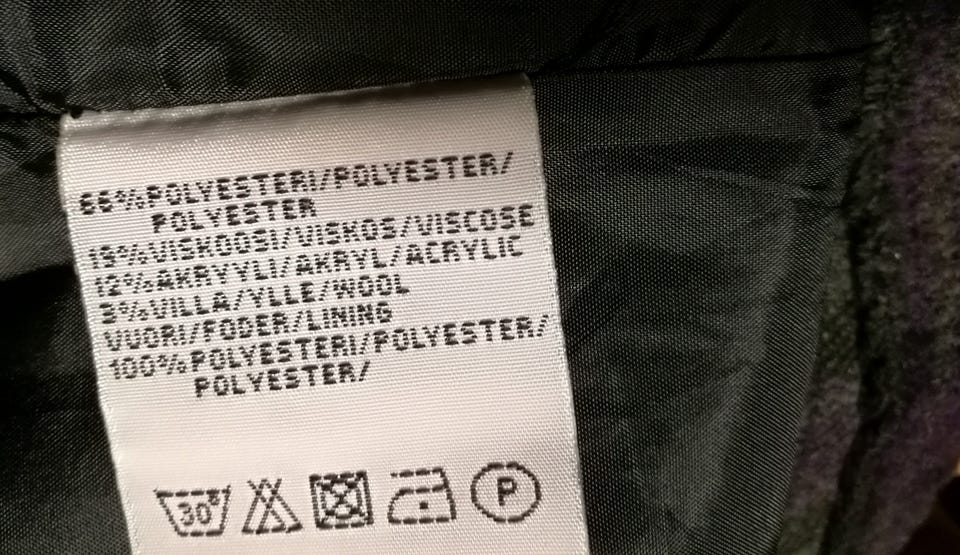 66%POLYESTERI/POLYESTER/
POLYESTER
19%VISKOOSI/VISKOS/VISCOSE
12%AKRYYLI/AKRYL/ACRYLIC
3%VILLA/YLLE/WOOL
VUORI/FODER/LINING
100%POLYESTERI/POLYESTER/
POLYESTER/
30° P